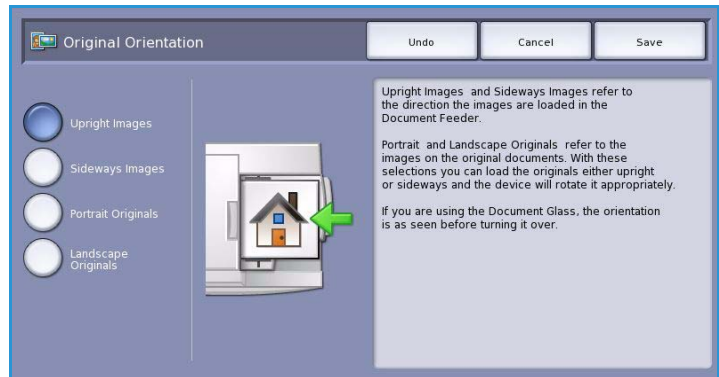 Original Orientation
Undo
Cancel
Save
Upright Images
Sideways Images
Portrait Originals
Landscape
Originals
Upright Images and Sideways Images refer to
the direction the images are loaded in the
Document Feeder.
Portrait and Landscape Originals refer to the
images on the original documents. With these
selections you can load the originals either upright
or sideways and the device will rotate it appropriately.
If you are using the Document Glass, the orientation
is as seen before turning it over.